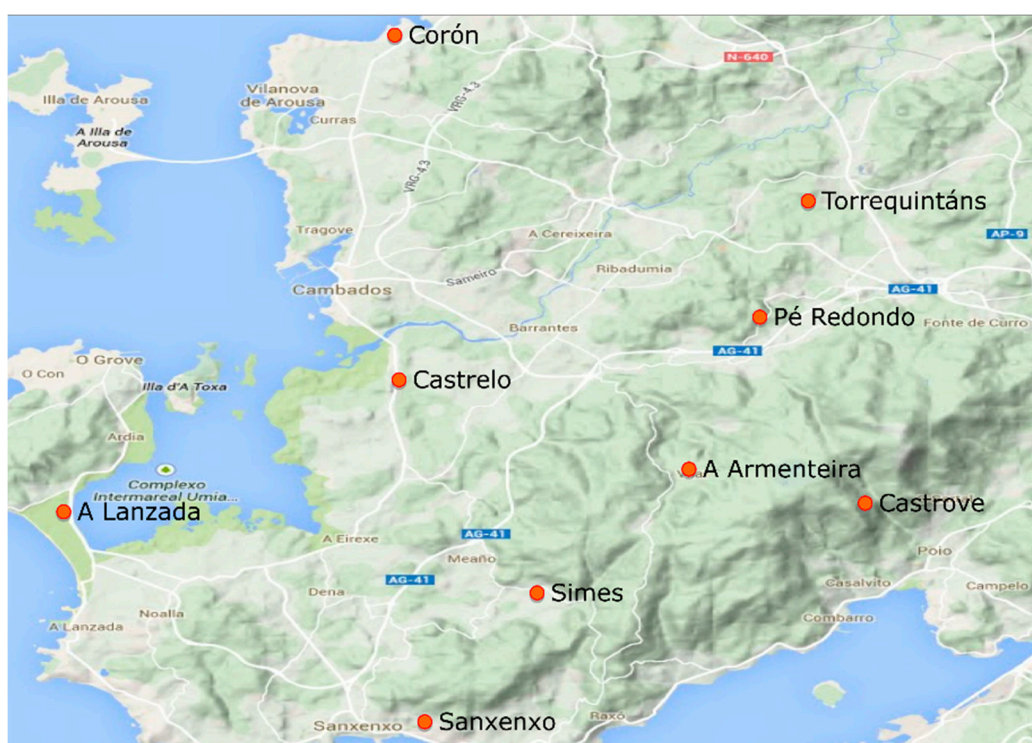 Corón
N-640
Illa de Arousa
Vilanova
de Arousa
VRG-4.3
Curras
A Illa de
Arousa
VRG-4.3
Torrequintáns
Tragove
A Cereixeira
AP-9
Sameiro
Ribadumia
Cambados
AG-41
Pé Redondo
Fonte de Curro
Barrantes
AG-41
O Grove
O Con
Illa d'A Toxa
Castrelo
Ardia
A Armenteira
Complexo
Intermareal Umia...
Castrove
A Lanzada
AG-41
A Eirexe
Meaño
Poio
AG-41
Dena
Simes
Casalvito
Campelo
Noalla
A Lanzada
Combarro
Sanxenxo
Sanxenxo
Raxó